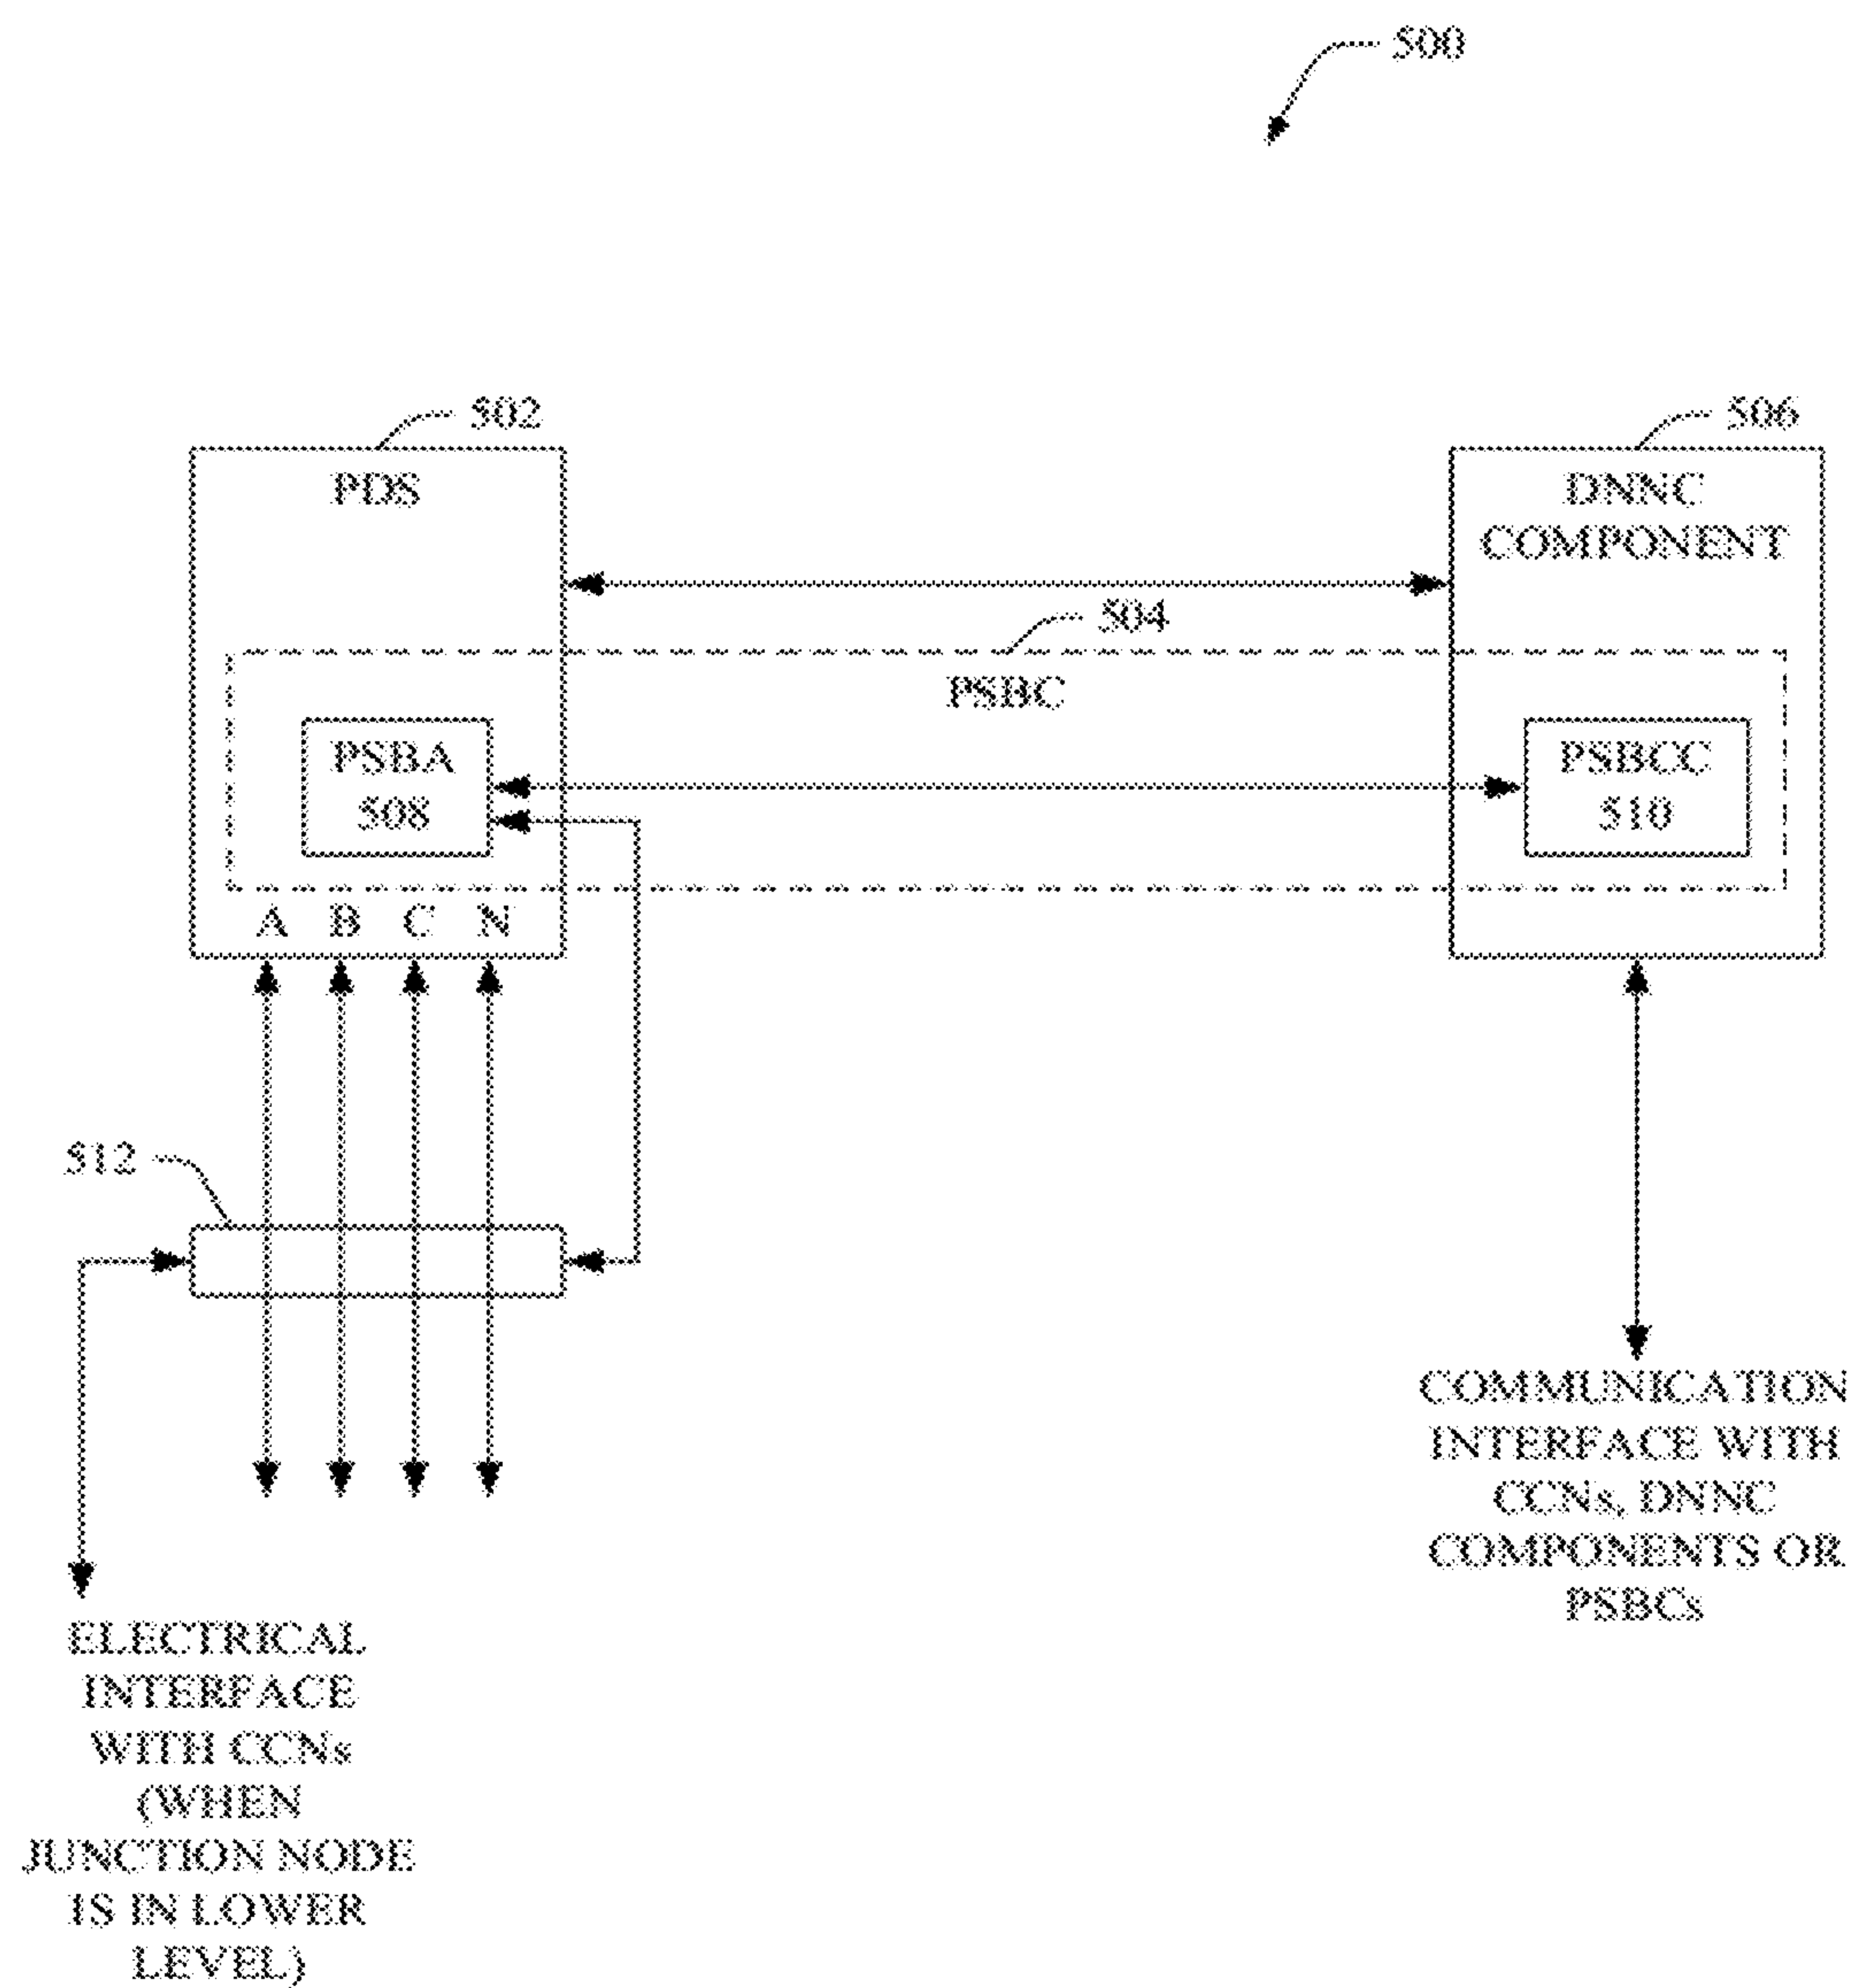 500
502
506
PDS
DNNC
COMPONENT
504
PSBC
PSBA
508
PSBCC
510
A B C N
512
COMMUNICATION
INTERFACE WITH
CCNs, DNNC
COMPONENTS OR
PSBCs
ELECTRICAL
INTERFACE
WITH CCNs
(WHEN
JUNCTION NODE
IS IN LOWER
LEVEL)